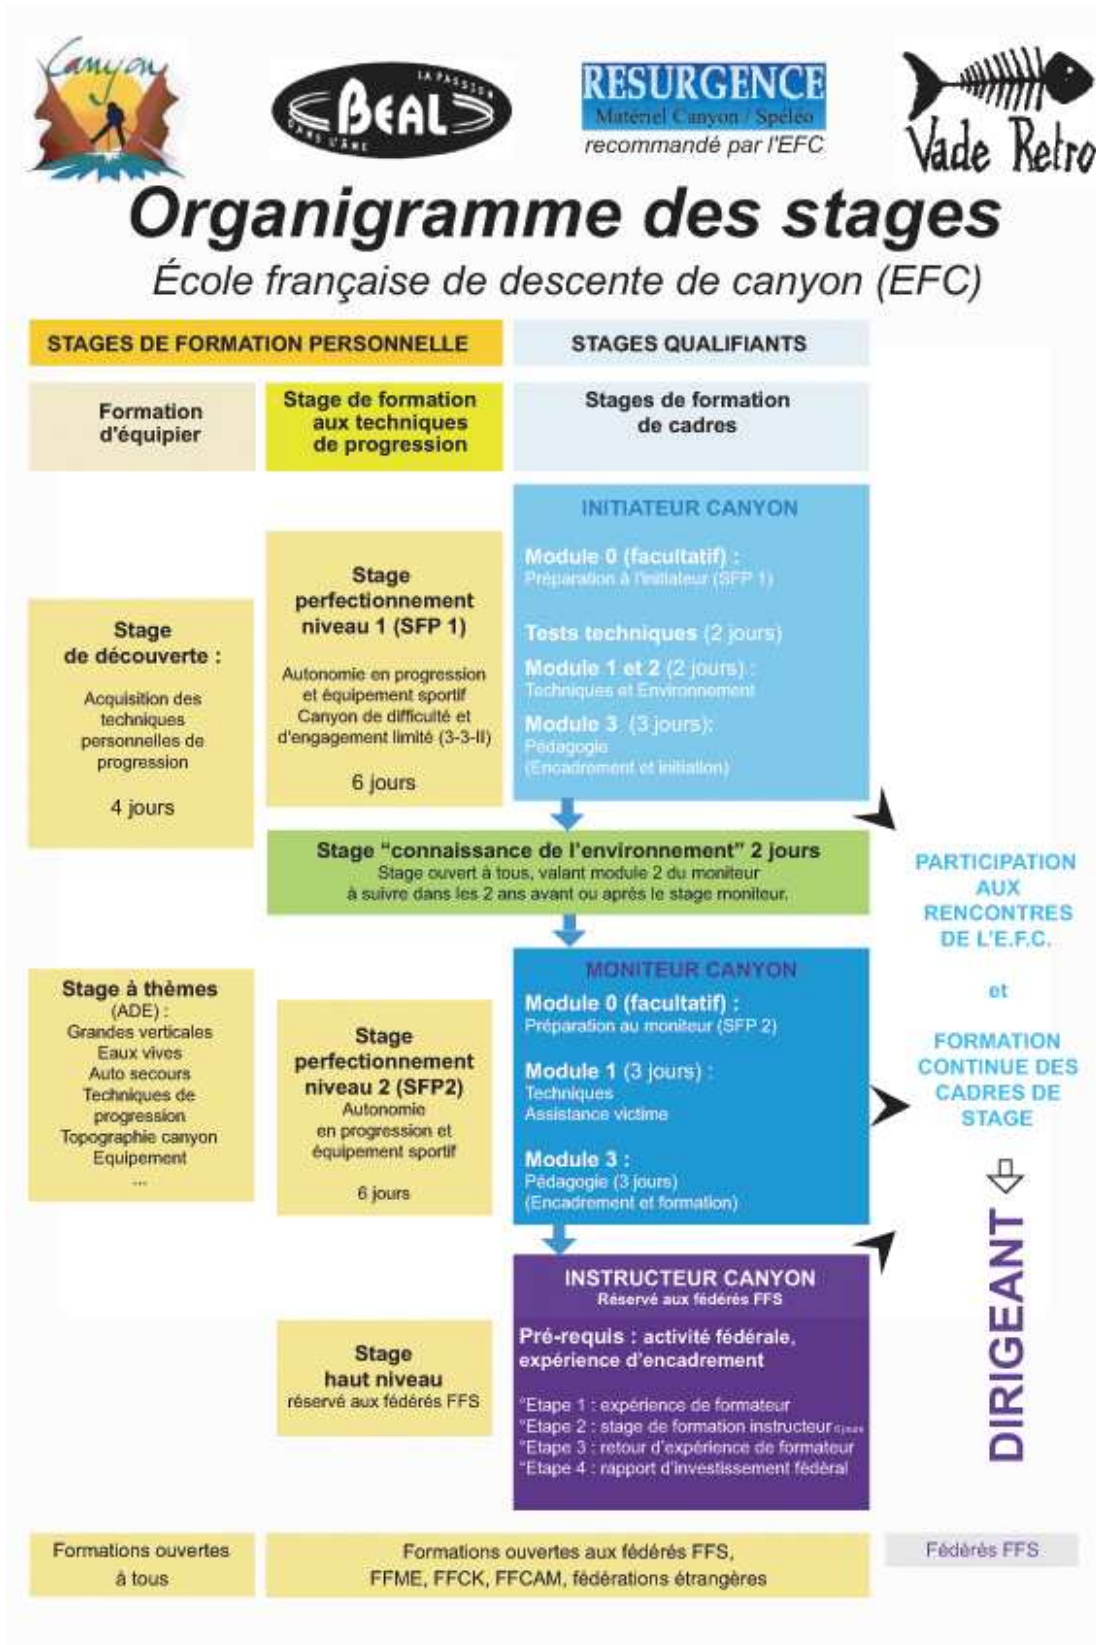 Canyon
LA PASSION
BEAL
DANS L'ÂME
RESURGENCE
Matériel Canyon / Spéléo
recommandé par l'EFC
Vade Retro
Organigramme des stages
École française de descente de canyon (EFC)
STAGES DE FORMATION PERSONNELLE
STAGES QUALIFIANTS
Formation
d'équipier
Stage de formation
aux techniques
de progression
Stages de formation
de cadres
Stage
de découverte :
Acquisition des
techniques
personnelles de
progression
4 jours
Stage
perfectionnement
niveau 1 (SFP 1)
Autonomie en progression
et équipement sportif
Canyon de difficulté et
d'engagement limité (3-3-II)
6 jours
INITIATEUR CANYON
Module 0 (facultatif) :
Préparation à l'initiateur (SFP 1)
Tests techniques (2 jours)
Module 1 et 2 (2 jours) :
Techniques et Environnement
Module 3 (3 jours):
Pédagogie
(Encadrement et initiation)
Stage "connaissance de l'environnement" 2 jours
Stage ouvert à tous, valant module 2 du moniteur
à suivre dans les 2 ans avant ou après le stage moniteur.
Stage à thèmes
(ADE) :
Grandes verticales
Eaux vives
Auto secours
Techniques de
progression
Topographie canyon
Equipement
...
Stage
perfectionnement
niveau 2 (SFP2)
Autonomie
en progression et
équipement sportif
6 jours
MONITEUR CANYON
Module 0 (facultatif) :
Préparation au moniteur (SFP 2)
Module 1 (3 jours) :
Techniques
Assistance victime
Module 3 :
Pédagogie (3 jours)
(Encadrement et formation)
Stage
haut niveau
réservé aux fédérés FFS
INSTRUCTEUR CANYON
Réservé aux fédérés FFS
Pré-requis : activité fédérale,
expérience d'encadrement
°Etape 1 : expérience de formateur
°Etape 2 : stage de formation instructeur 6 jours
°Etape 3 : retour d'expérience de formateur
°Etape 4 : rapport d'investissement fédéral
PARTICIPATION
AUX
RENCONTRES
DE L'E.F.C.
et
FORMATION
CONTINUE DES
CADRES DE
STAGE
DIRIGEANT
Formations ouvertes
à tous
Formations ouvertes aux fédérés FFS,
FFME, FFCK, FFCAM, fédérations étrangères
Fédérés FFS